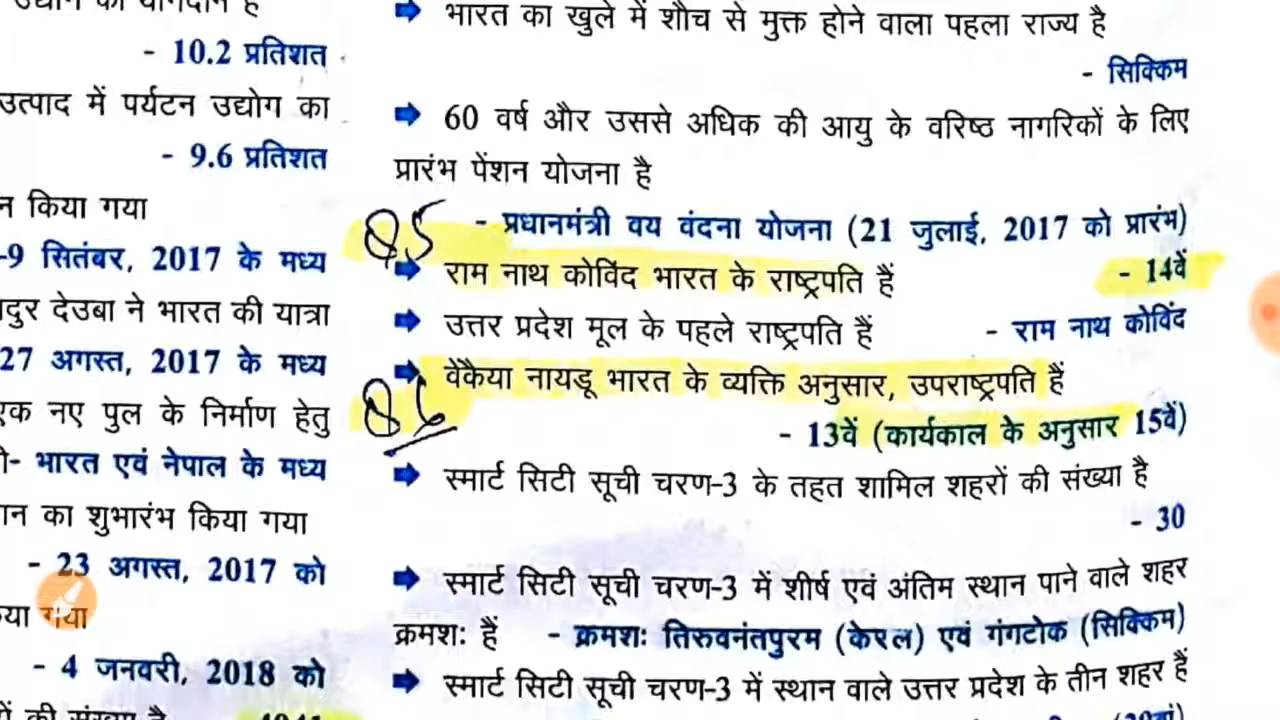 - 10.2 प्रतिशत
उत्पाद में पर्यटन उद्योग का
- 9.6 प्रतिशत
न किया गया
-9 सितंबर, 2017 के मध्य
ादुर देउबा ने भारत की यात्रा
27 अगस्त, 2017 के मध्य
एक नए पुल के निर्माण हेतु
ो- भारत एवं नेपाल के मध्य
ान का शुभारंभ किया गया
- 23 अगस्त, 2017 को
या गया
- 4 जनवरी, 2018 को
भारत का खुले में शौच से मुक्त होने वाला पहला राज्य है
- सिक्किम
60 वर्ष और उससे अधिक की आयु के वरिष्ठ नागरिकों के लिए
प्रारंभ पेंशन योजना है
Q5 - प्रधानमंत्री वय वंदना योजना (21 जुलाई, 2017 को प्रारंभ)
राम नाथ कोविंद भारत के राष्ट्रपति हैं - 14वें
उत्तर प्रदेश मूल के पहले राष्ट्रपति हैं - राम नाथ कोविंद
वेंकैया नायडू भारत के व्यक्ति अनुसार, उपराष्ट्रपति हैं
Q6 - 13वें (कार्यकाल के अनुसार 15वें)
स्मार्ट सिटी सूची चरण-3 के तहत शामिल शहरों की संख्या है
- 30
स्मार्ट सिटी सूची चरण-3 में शीर्ष एवं अंतिम स्थान पाने वाले शहर
क्रमशः हैं - क्रमशः तिरुवनंतपुरम (केरल) एवं गंगटोक (सिक्किम)
स्मार्ट सिटी सूची चरण-3 में स्थान वाले उत्तर प्रदेश के तीन शहर हैं